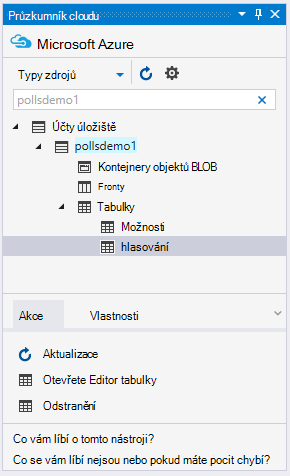 Průzkumník cloudu
Microsoft Azure
Typy zdrojů
pollsdemo1
Účty úložiště
pollsdemo1
Kontejnery objektů BLOB
Fronty
Tabulky
Možnosti
hlasování
Akce Vlastnosti
Aktualizace
Otevřete Editor tabulky
Odstranění
Co vám líbí o tomto nástroji?
Co se vám líbí nejsou nebo pokud máte pocit chybí?